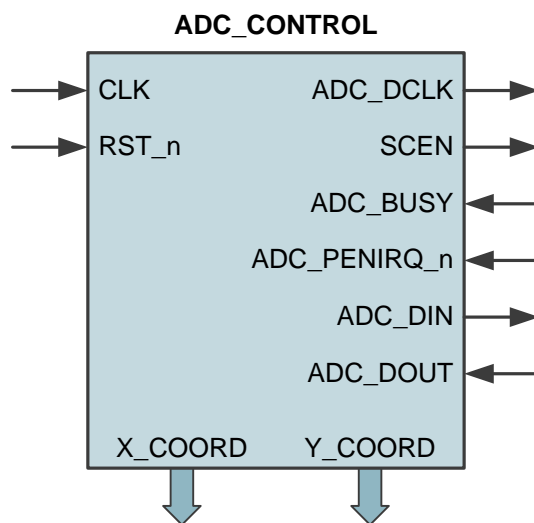 ADC_CONTROL
CLK ADC_DCLK
RST_n SCEN
ADC_BUSY
ADC_PENIRQ_n
ADC_DIN
ADC_DOUT
X_COORD Y_COORD